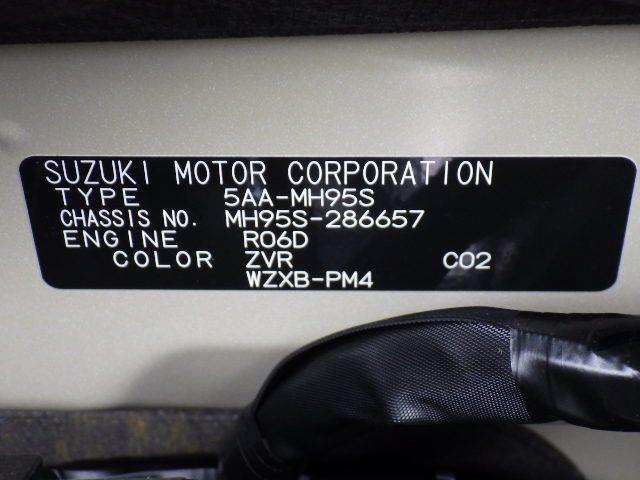 SUZUKI MOTOR CORPORATION
TYPE 5AA-MH95S
CHASSIS NO. MH95S-286657
ENGINE R06D
COLOR ZVR C02
WZXB-PM4